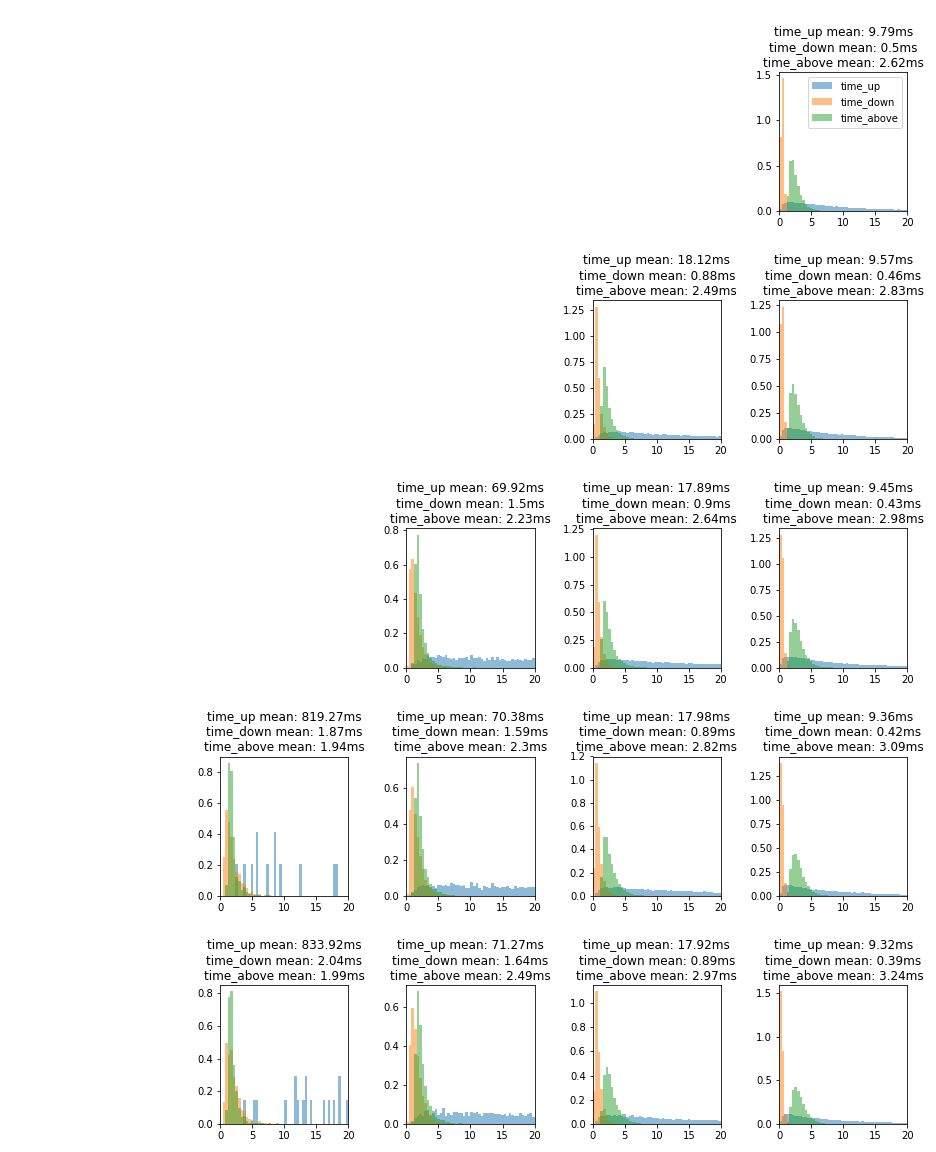 time_up mean: 9.79ms
time_down mean: 0.5ms
time_above mean: 2.62ms
1.5
1.0
0.5
0.0
time_up
time_down
time_above
0 5 10 15 20
time_up mean: 18.12ms
time_down mean: 0.88ms
time_above mean: 2.49ms
1.25
1.00
0.75
0.50
0.25
0.00
0 5 10 15 20
time_up mean: 9.57ms
time_down mean: 0.46ms
time_above mean: 2.83ms
1.25
1.00
0.75
0.50
0.25
0.00
0 5 10 15 20
time_up mean: 69.92ms
time_down mean: 1.5ms
time_above mean: 2.23ms
0.8
0.6
0.4
0.2
0.0
0 5 10 15 20
time_up mean: 17.89ms
time_down mean: 0.9ms
time_above mean: 2.64ms
1.25
1.00
0.75
0.50
0.25
0.00
0 5 10 15 20
time_up mean: 9.45ms
time_down mean: 0.43ms
time_above mean: 2.98ms
1.25
1.00
0.75
0.50
0.25
0.00
0 5 10 15 20
time_up mean: 819.27ms
time_down mean: 1.87ms
time_above mean: 1.94ms
0.8
0.6
0.4
0.2
0.0
0 5 10 15 20
time_up mean: 70.38ms
time_down mean: 1.59ms
time_above mean: 2.3ms
0.6
0.4
0.2
0.0
0 5 10 15 20
time_up mean: 17.98ms
time_down mean: 0.89ms
time_above mean: 2.82ms
1.2
1.0
0.8
0.6
0.4
0.2
0.0
0 5 10 15 20
time_up mean: 9.36ms
time_down mean: 0.42ms
time_above mean: 3.09ms
1.25
1.00
0.75
0.50
0.25
0.00
0 5 10 15 20
time_up mean: 833.92ms
time_down mean: 2.04ms
time_above mean: 1.99ms
0.8
0.6
0.4
0.2
0.0
0 5 10 15 20
time_up mean: 71.27ms
time_down mean: 1.64ms
time_above mean: 2.49ms
0.6
0.4
0.2
0.0
0 5 10 15 20
time_up mean: 17.92ms
time_down mean: 0.89ms
time_above mean: 2.97ms
1.0
0.8
0.6
0.4
0.2
0.0
0 5 10 15 20
time_up mean: 9.32ms
time_down mean: 0.39ms
time_above mean: 3.24ms
1.5
1.0
0.5
0.0
0 5 10 15 20